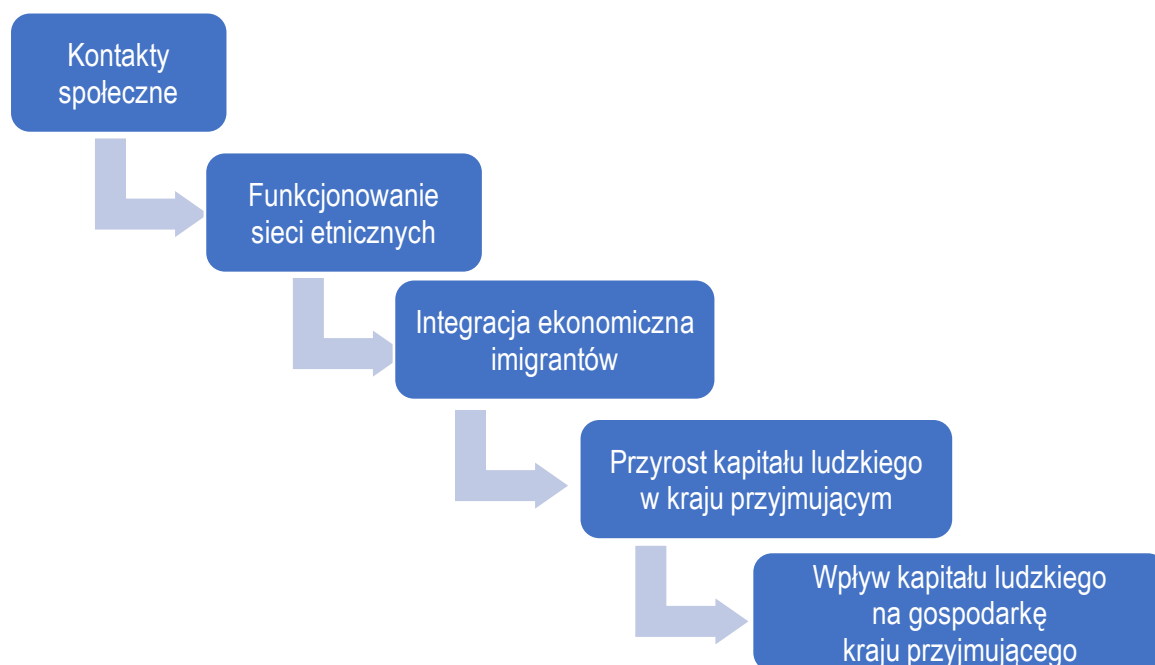 Kontakty
społeczne
Funkcjonowanie
sieci etnicznych
Integracja ekonomiczna
imigrantów
Przyrost kapitału ludzkiego
w kraju przyjmującym
Wpływ kapitału ludzkiego
na gospodarkę
kraju przyjmującego